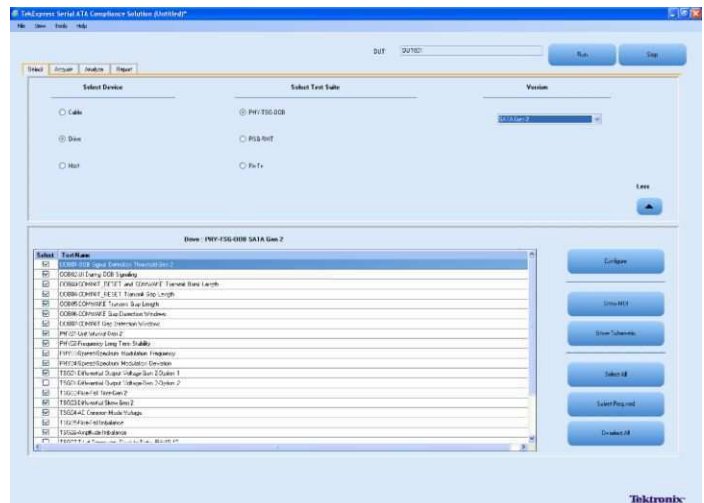 TekExpress Serial ATA Compliance Solution (Untitled)*
File View Tools Help
DUT DUT001
Run Stop
Select Acquire Analyze Report
Select Device Select Test Suite Version
Cable PHY-TSG-OOB
SATA Gen 2
Drive RSG-RMT
Host Rx-Tx
Less
Drive : PHY-TSG-OOB SATA Gen 2
Select Test Name
OOB01-OOB Signal Detection Threshold-Gen 2
Configure
OOB02-UI During OOB Signaling
OOB03-COMINIT_RESET and COMWAKE Transmit Burst Length
OOB04-COMINIT_RESET Transmit Gap Length
OOB05-COMWAKE Transmit Gap Length
Show MOI
OOB06-COMWAKE Gap Detection Windows
OOB07-COMINIT Gap Detection Windows
PHY01-Unit Interval-Gen 2
Show Schematic
PHY02-Frequency Long Term Stability
PHY03-Spread-Spectrum Modulation Frequency
PHY04-Spread-Spectrum Modulation Deviation
TSG01-Differential Output Voltage-Gen 2 Option 1
Select All
TSG01-Differential Output Voltage-Gen 2 Option 2
TSG02-Rise-Fall Time-Gen 2
TSG03-Differential Skew-Gen 2
Select Required
TSG04-AC Common Mode Voltage
TSG05-Rise-Fall Imbalance
TSG06-Amplitude Imbalance
Deselect All
Tektronix